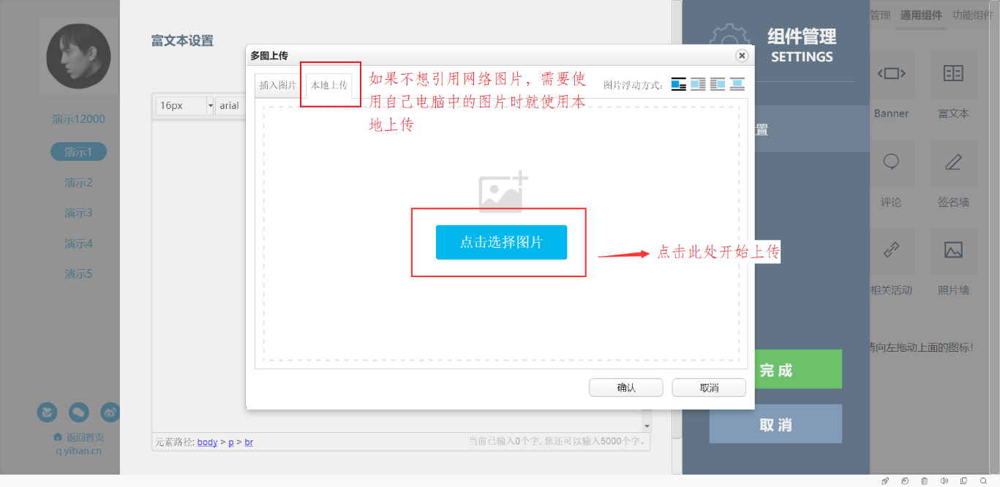 管理 通用组件 功能组件
富文本设置
组件管理
SETTINGS
多图上传
插入图片
本地上传
如果不想引用网络图片，需要使
用自己电脑中的图片时就使用本
地上传
图片浮动方式：
16px
arial
演示12000
演示1
演示2
演示3
演示4
演示5
置
Banner
富文本
评论
签名墙
相关活动
照片墙
点击选择图片
点击此处开始上传
请向左拖动上面的图标!
完 成
取 消
确认
取消
返回首页
q.yiban.cn
元素路径: body > p > br
当前已输入0个字, 您还可以输入5000个字。